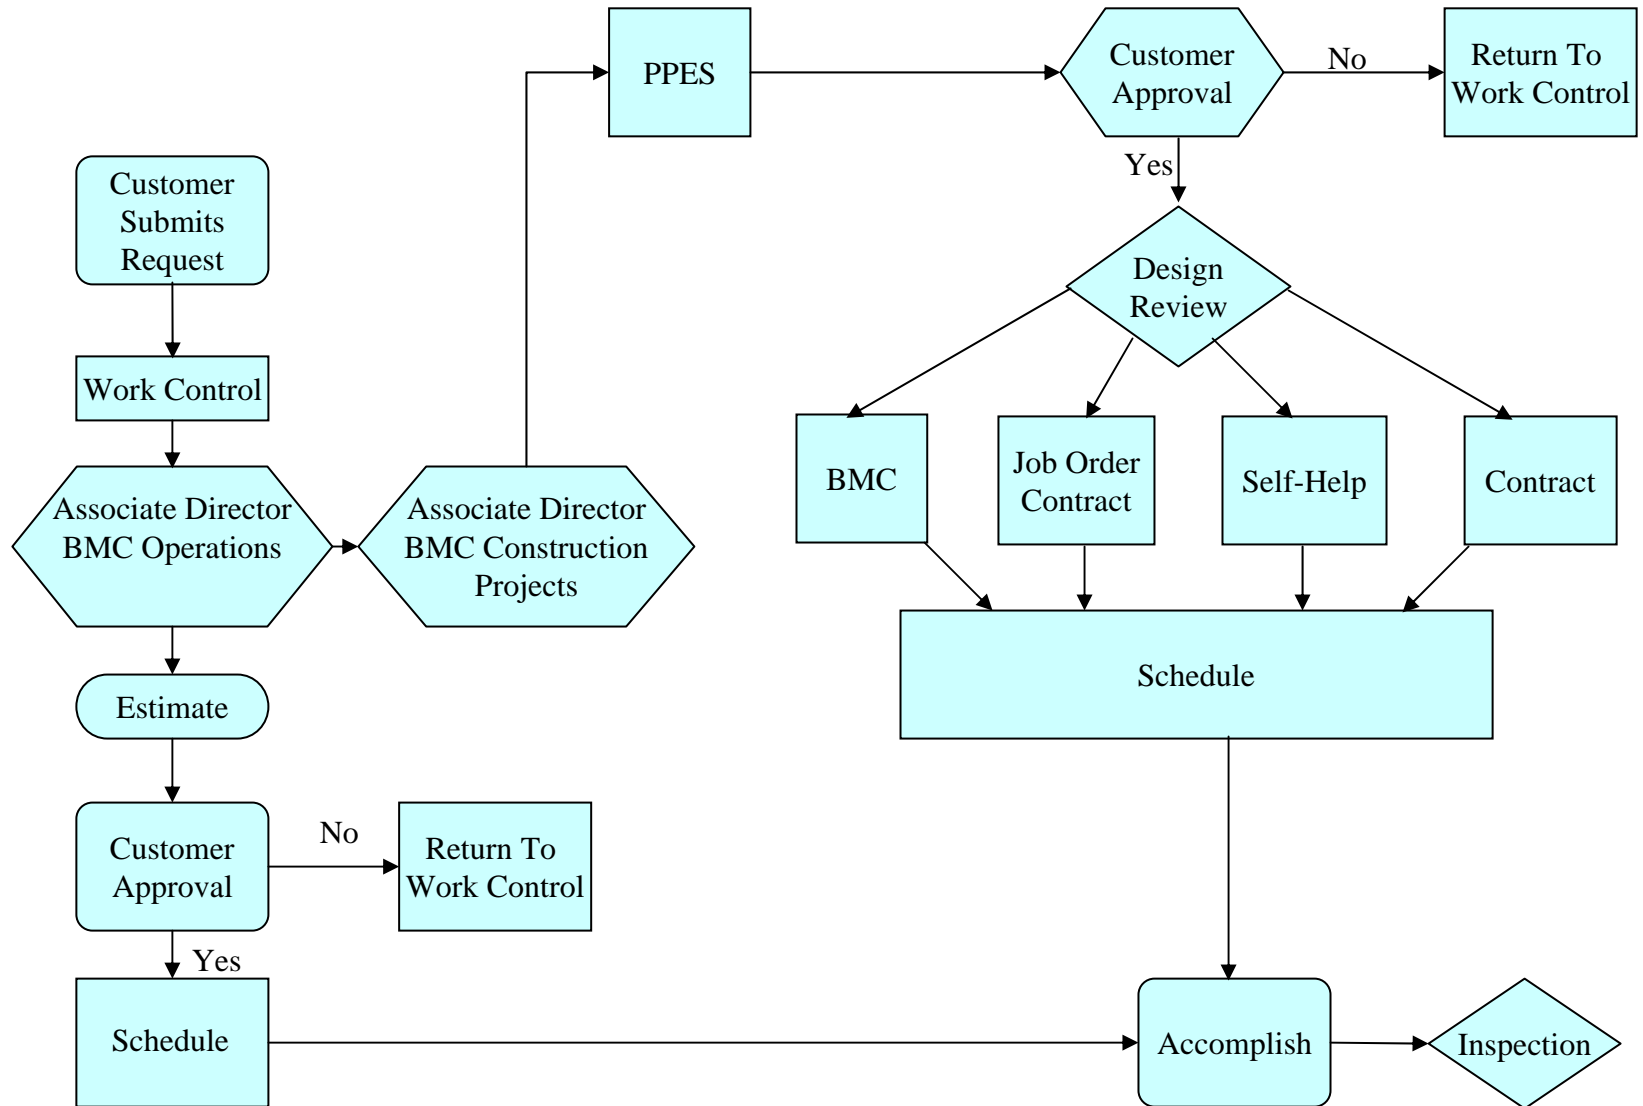 PPES
Customer
Approval
No
Return To
Work Control
Yes
Customer
Submits
Request
Design
Review
Work Control
BMC
Job Order
Contract
Self-Help
Contract
Associate Director
BMC Operations
Associate Director
BMC Construction
Projects
Schedule
Estimate
Customer
Approval
No
Return To
Work Control
Yes
Schedule
Accomplish
Inspection